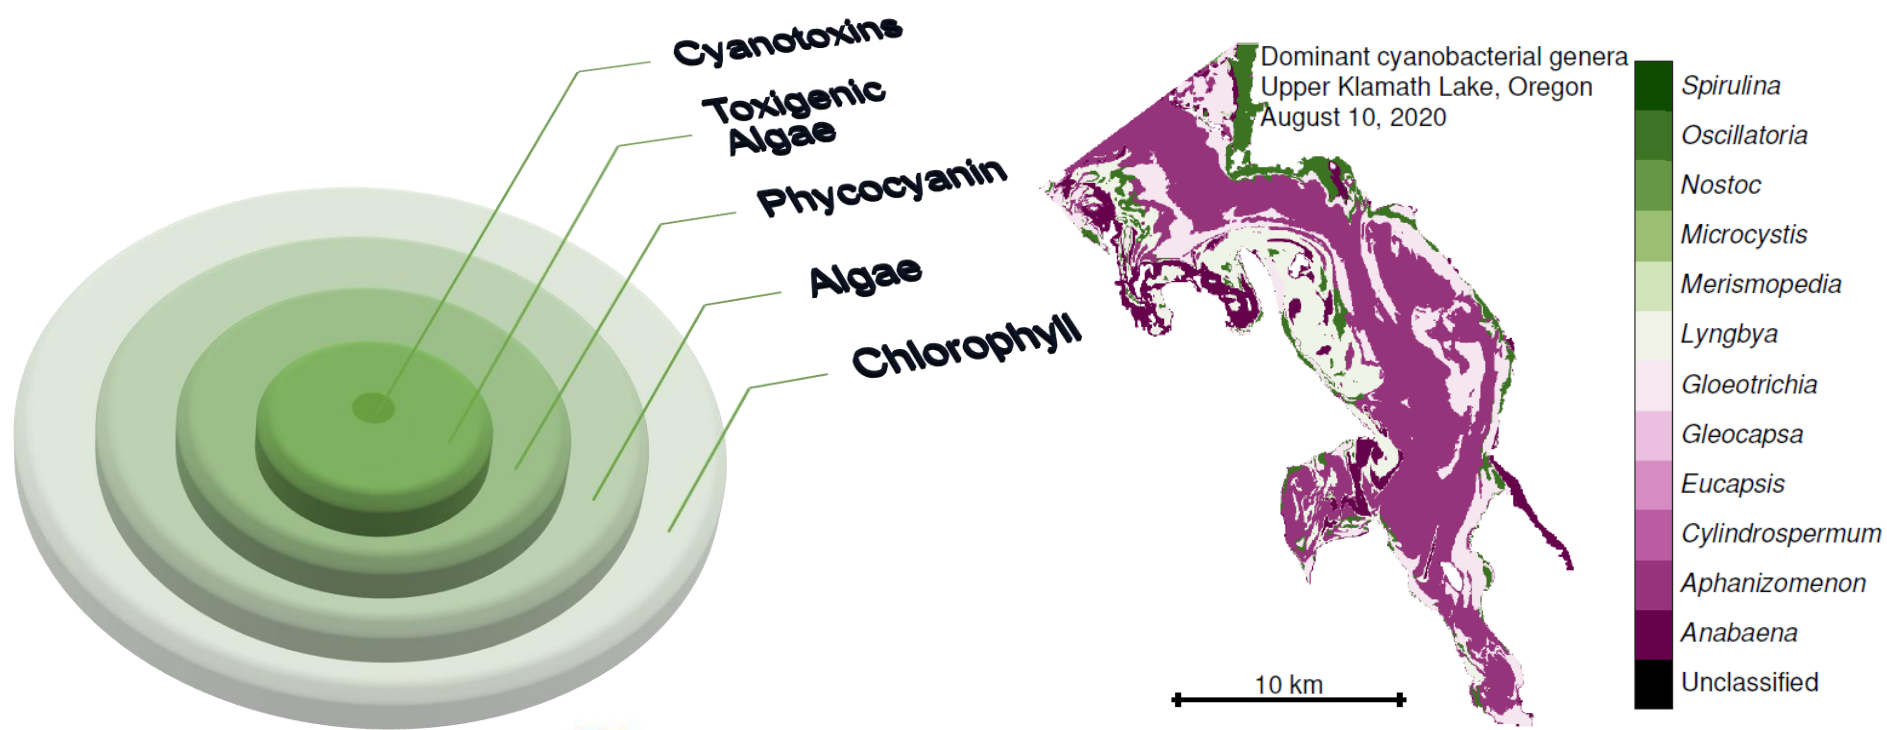 Cyanotoxins
Toxigenic
Algae
Phycocyanin
Algae
Chlorophyll
Dominant cyanobacterial genera
Upper Klamath Lake, Oregon
August 10, 2020
10 km
Spirulina
Oscillatoria
Nostoc
Microcystis
Merismopedia
Lyngbya
Gloeotrichia
Gleocapsa
Eucapsis
Cylindrospermum
Aphanizomenon
Anabaena
Unclassified